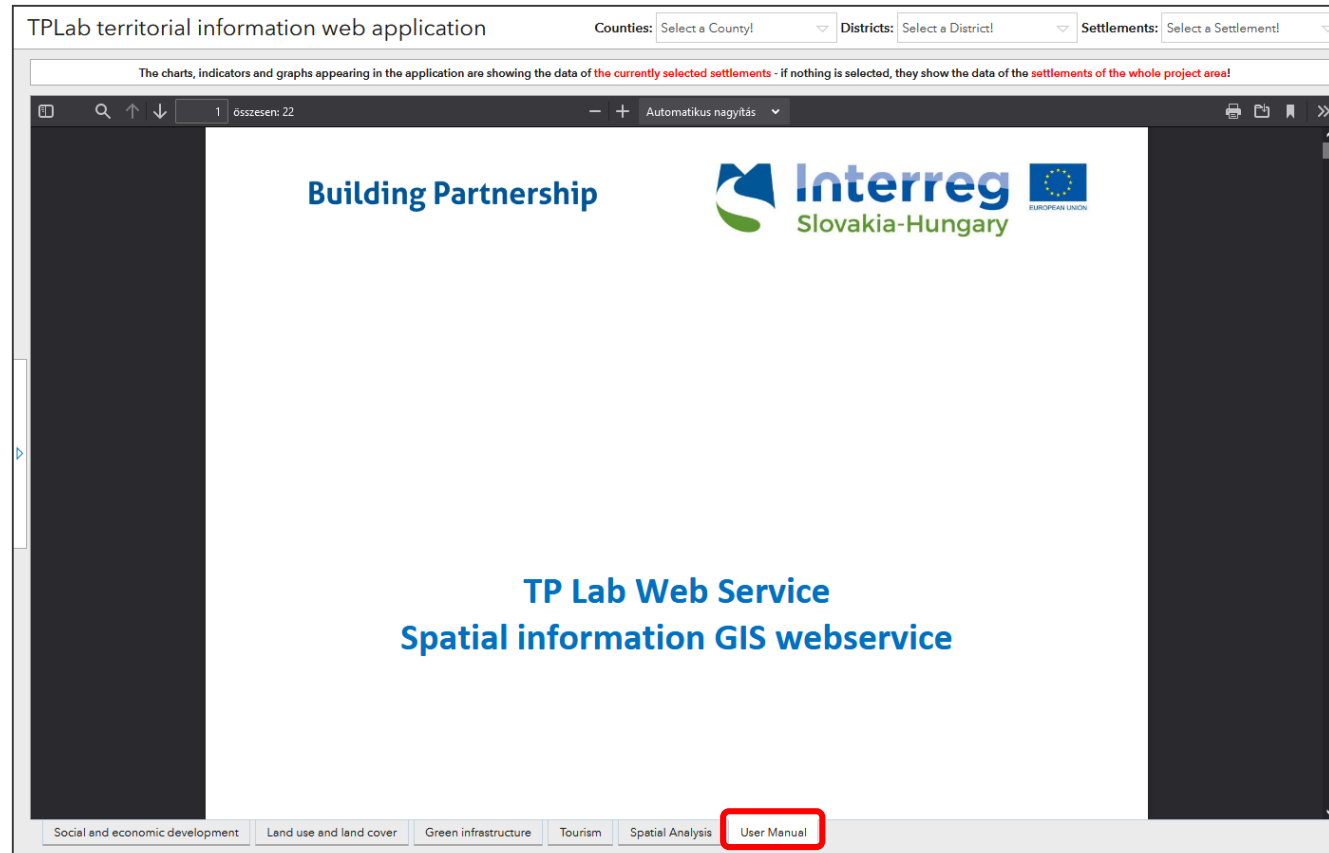 TPLab territorial information web application
Counties: Select a County!
Districts: Select a District!
Settlements: Select a Settlement!
The charts, indicators and graphs appearing in the application are showing the data of the currently selected settlements - if nothing is selected, they show the data of the settlements of the whole project area!
1 összesen: 22
Automatikus nagyítás
Building Partnership
Interreg
Slovakia-Hungary
EUROPEAN UNION
TP Lab Web Service
Spatial information GIS webservice
Social and economic development
Land use and land cover
Green infrastructure
Tourism
Spatial Analysis
User Manual